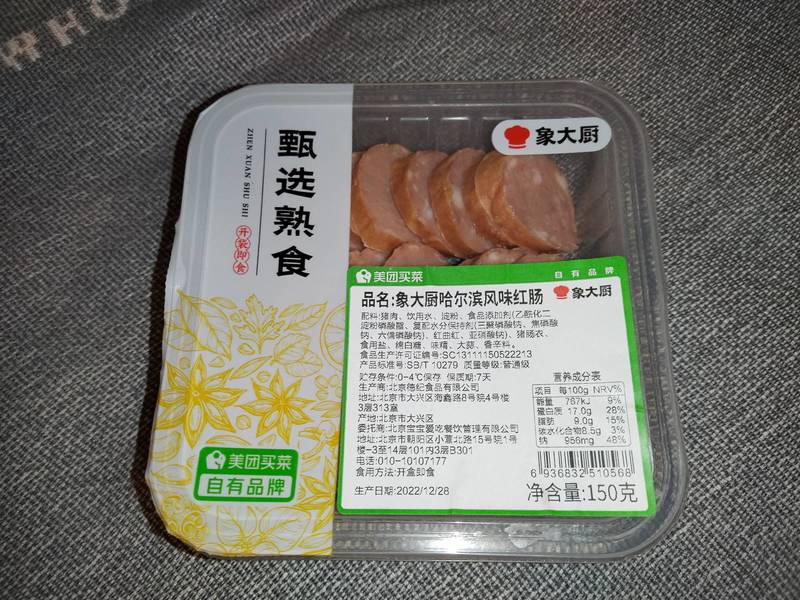 WHO
甄选熟食
ZHEN XUAN SHU SHI
开袋即食
象大厨
美团买菜
自有品牌
美团买菜
自有品牌
品名:象大厨哈尔滨风味红肠
象大厨
配料:猪肉、饮用水、淀粉、食品添加剂(乙酰化二
淀粉磷酸酯、复配水分保持剂(三聚磷酸钠、焦磷酸
钠、六偏磷酸钠)、红曲红、亚硝酸钠)、猪肠衣、
食用盐、绵白糖、味精、大蒜、香辛料。
食品生产许可证编号:SC13111150522213
产品标准号:SB/T 10279 质量等级:普通级
贮存条件:0-4℃保存 保质期:7天
生产商:北京德纪食品有限公司
地址:北京市大兴区海鑫路8号院4号楼
3层313室
产地:北京市大兴区
委托商:北京宝宝爱吃餐饮管理有限公司
地址:北京市朝阳区小营北路15号院1号
楼-3至14层101内3层B301
电话:010-10107177
食用方法:开盒即食
生产日期:2022/12/28
营养成分表
项目 每100g NRV%
能量 767kJ 9%
蛋白质 17.0g 28%
脂肪 9.0g 15%
碳水化合物 8.5g 3%
钠 956mg 48%
6 936832 510568
净含量:150克